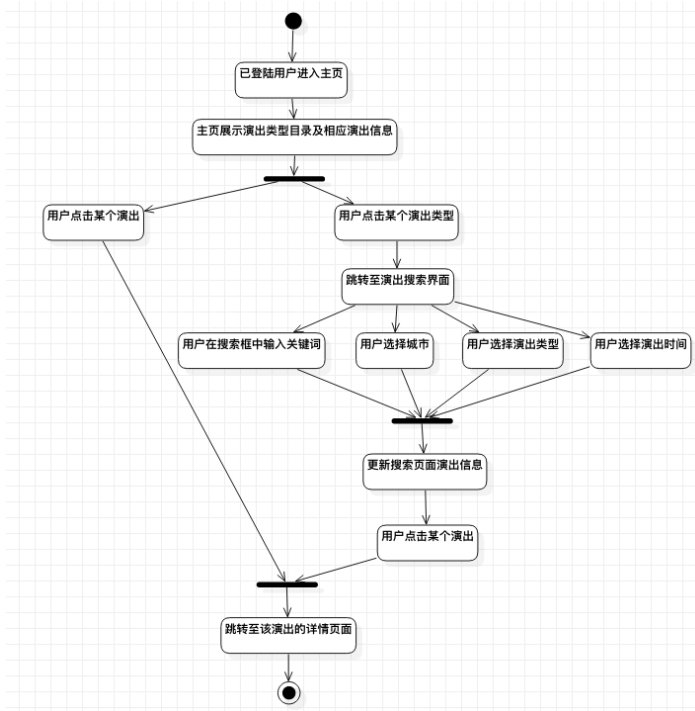 已登陆用户进入主页
主页展示演出类型目录及相应演出信息
用户点击某个演出
用户点击某个演出类型
跳转至演出搜索界面
用户在搜索框中输入关键词
用户选择城市
用户选择演出类型
用户选择演出时间
更新搜索页面演出信息
用户点击某个演出
跳转至该演出的详情页面